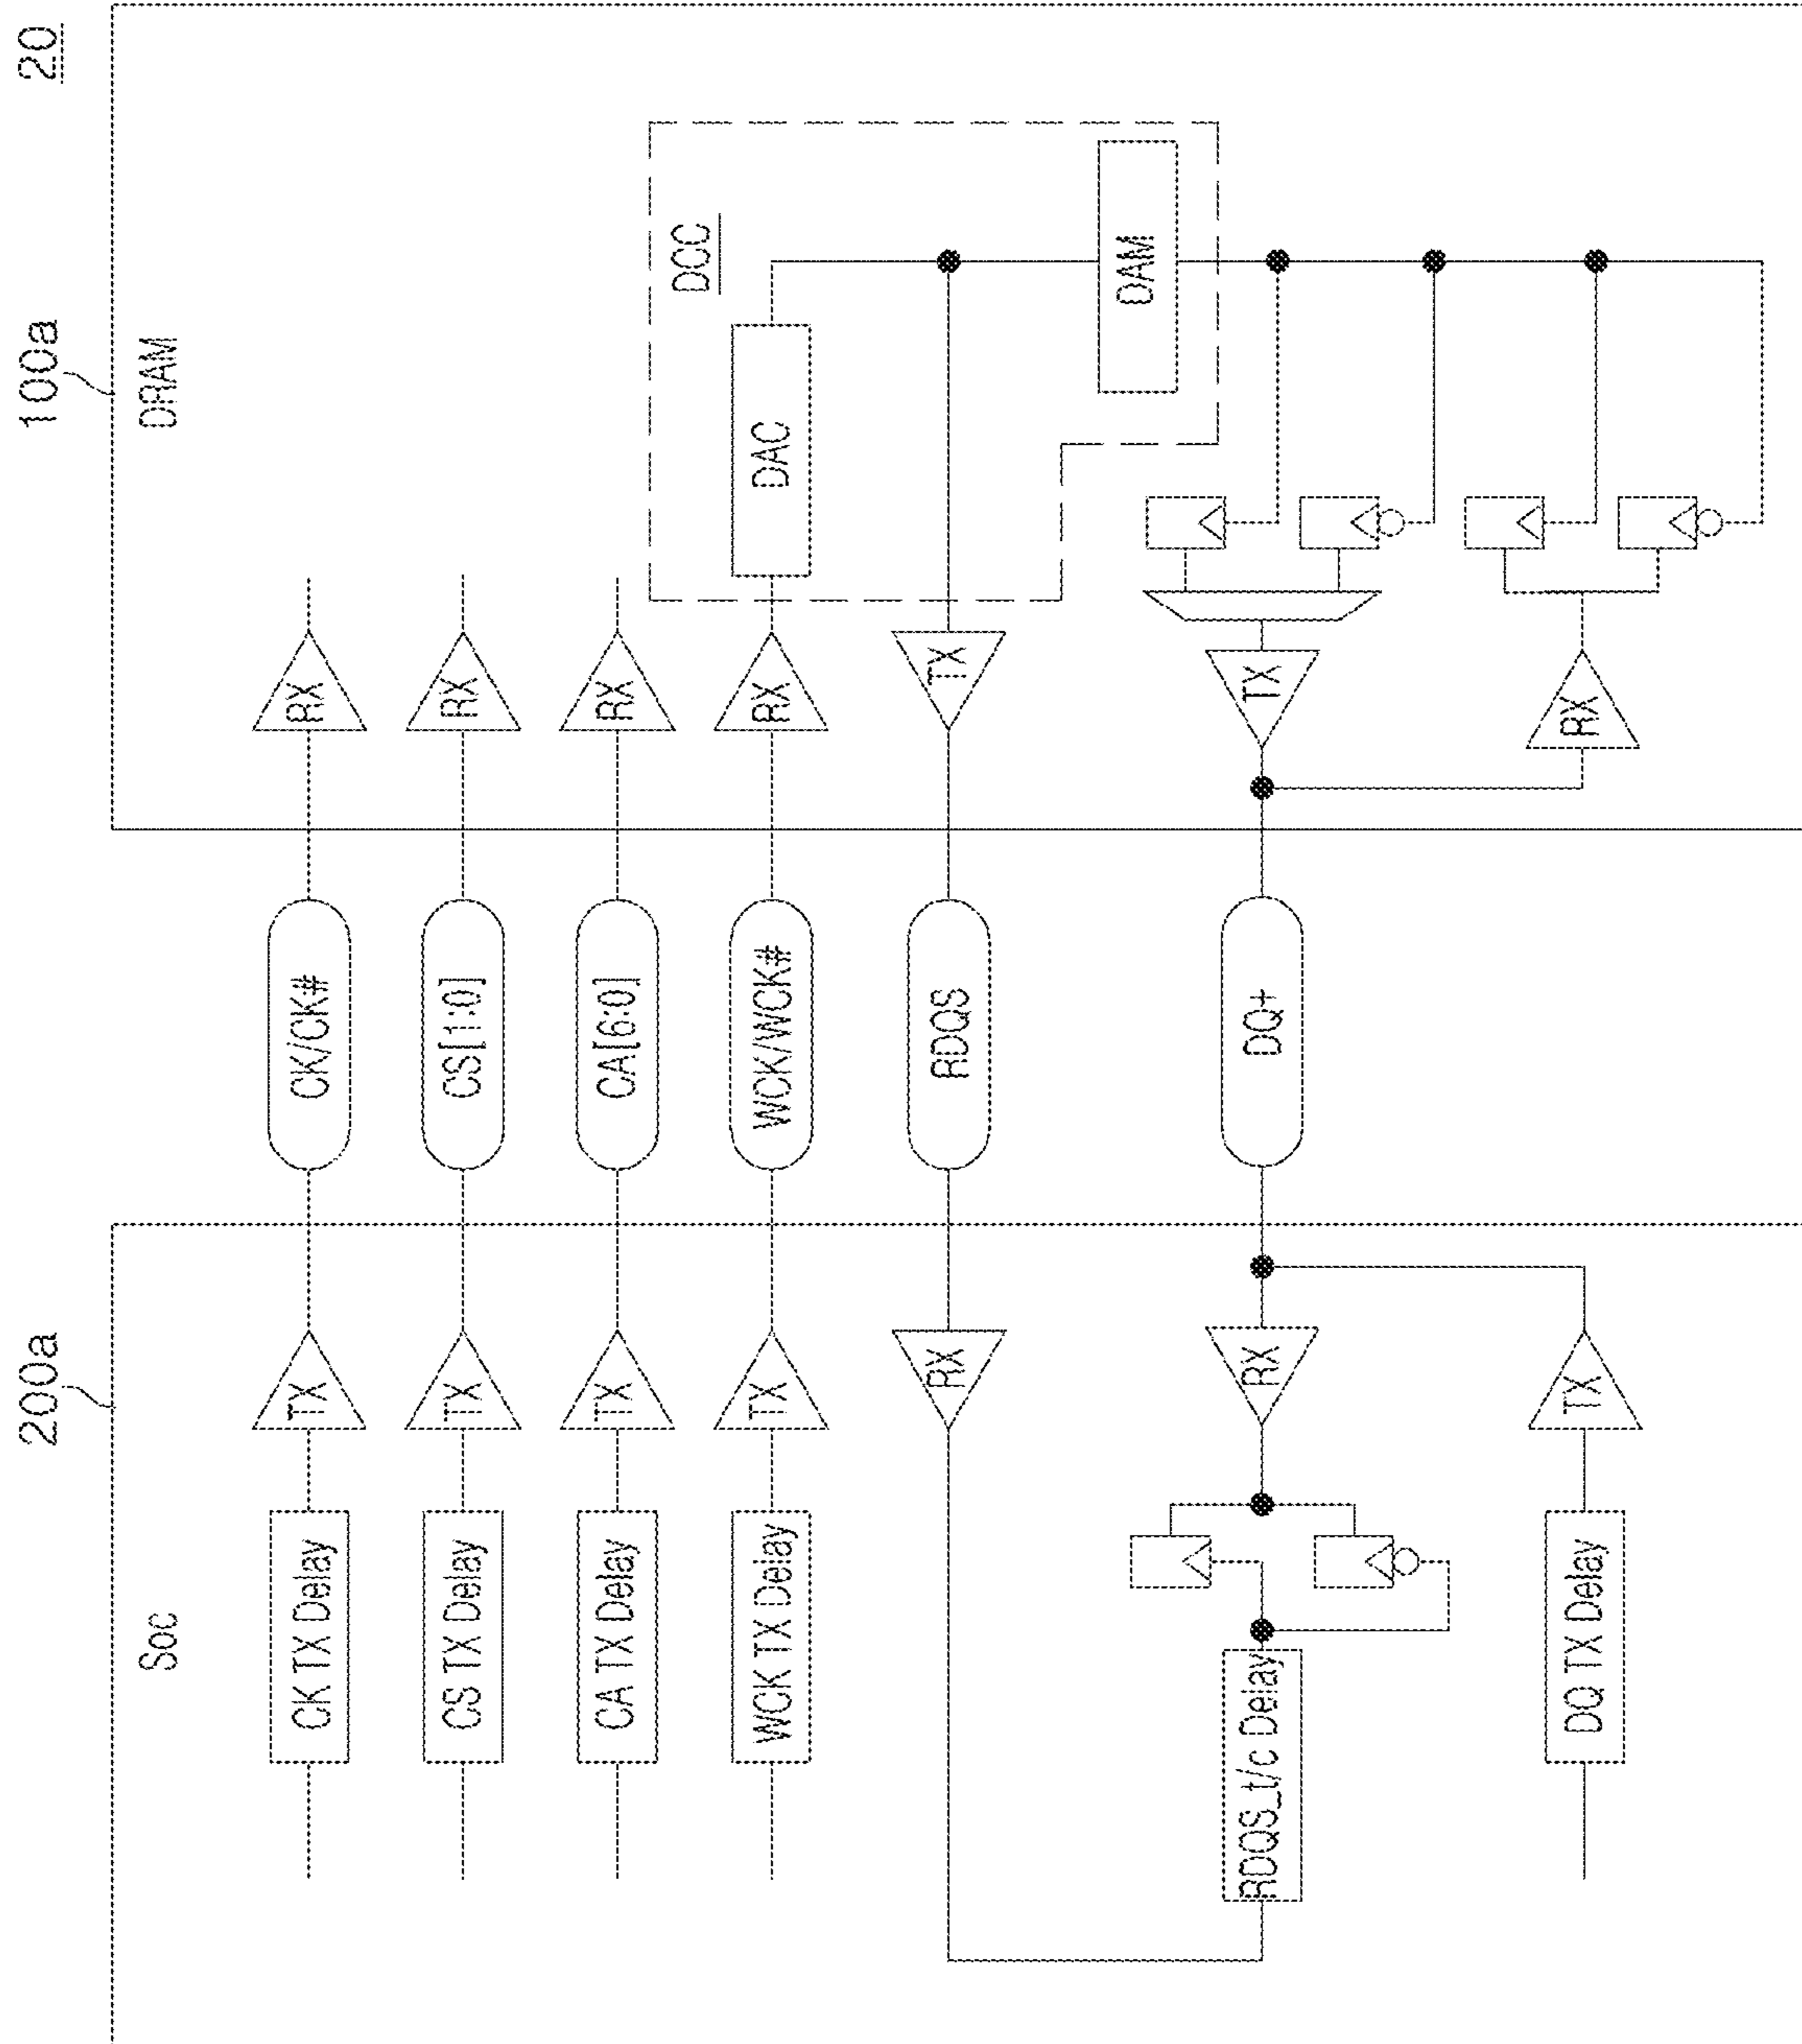 20
200a
100a
Soc
DRAM
CK TX Delay
TX
CK/CK#
RX
CS TX Delay
TX
CS[1:0]
RX
CA TX Delay
TX
CA[6:0]
RX
WCK TX Delay
TX
WCK/WCK#
RX
DAC
DCC
RX
RDQS
TX
DAM
RDQS_t/c Delay
RX
DQ+
TX
DQ TX Delay
TX
RX